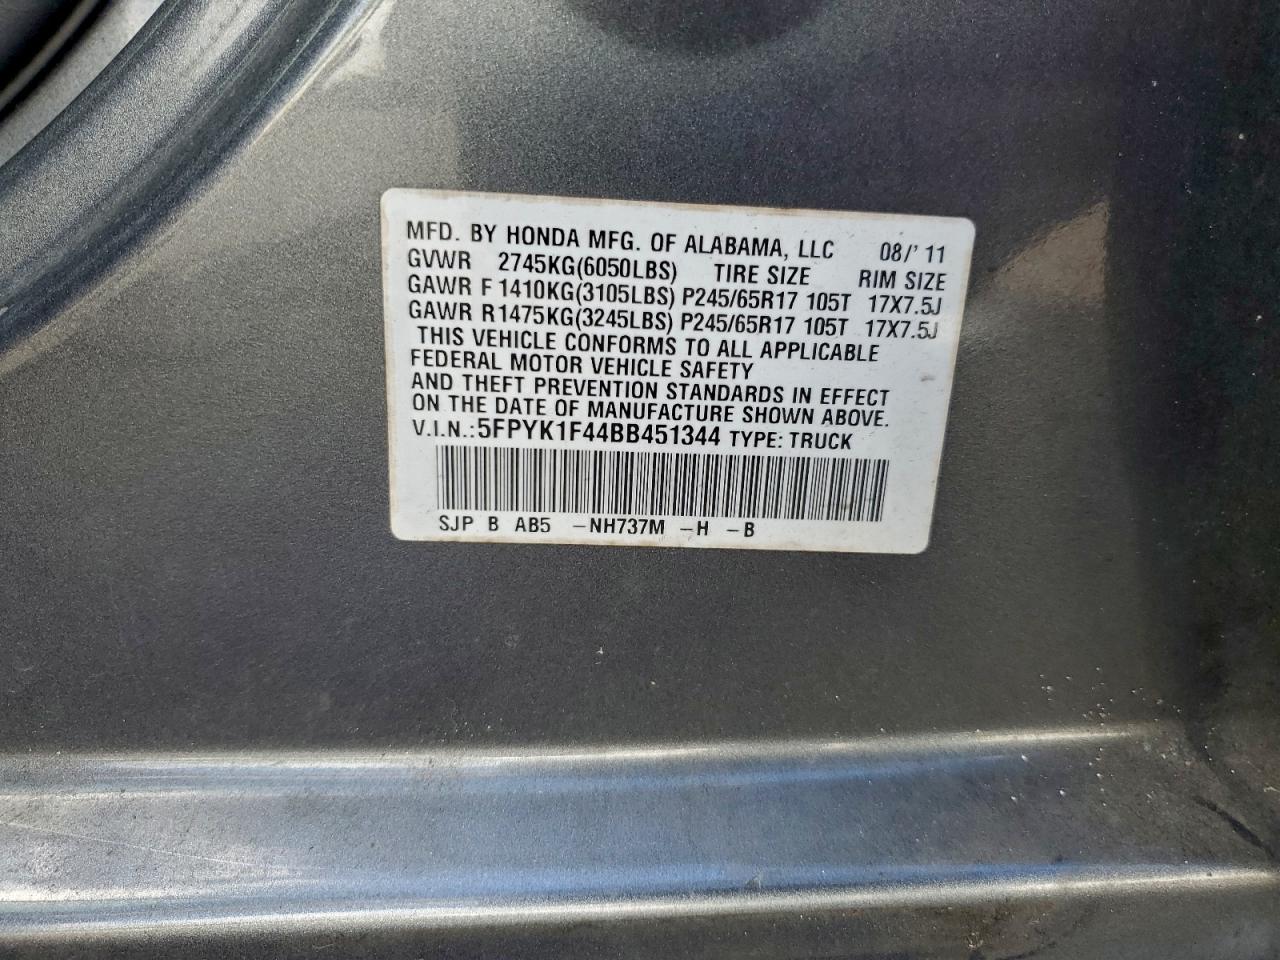 MFD. BY HONDA MFG. OF ALABAMA, LLC 08/'11
GVWR 2745KG(6050LBS) TIRE SIZE RIM SIZE
GAWR F 1410KG(3105LBS) P245/65R17 105T 17X7.5J
GAWR R1475KG(3245LBS) P245/65R17 105T 17X7.5J
THIS VEHICLE CONFORMS TO ALL APPLICABLE
FEDERAL MOTOR VEHICLE SAFETY
AND THEFT PREVENTION STANDARDS IN EFFECT
ON THE DATE OF MANUFACTURE SHOWN ABOVE.
V.I.N.:5FPYK1F44BB451344 TYPE: TRUCK
SJP B AB5 -NH737M -H -B